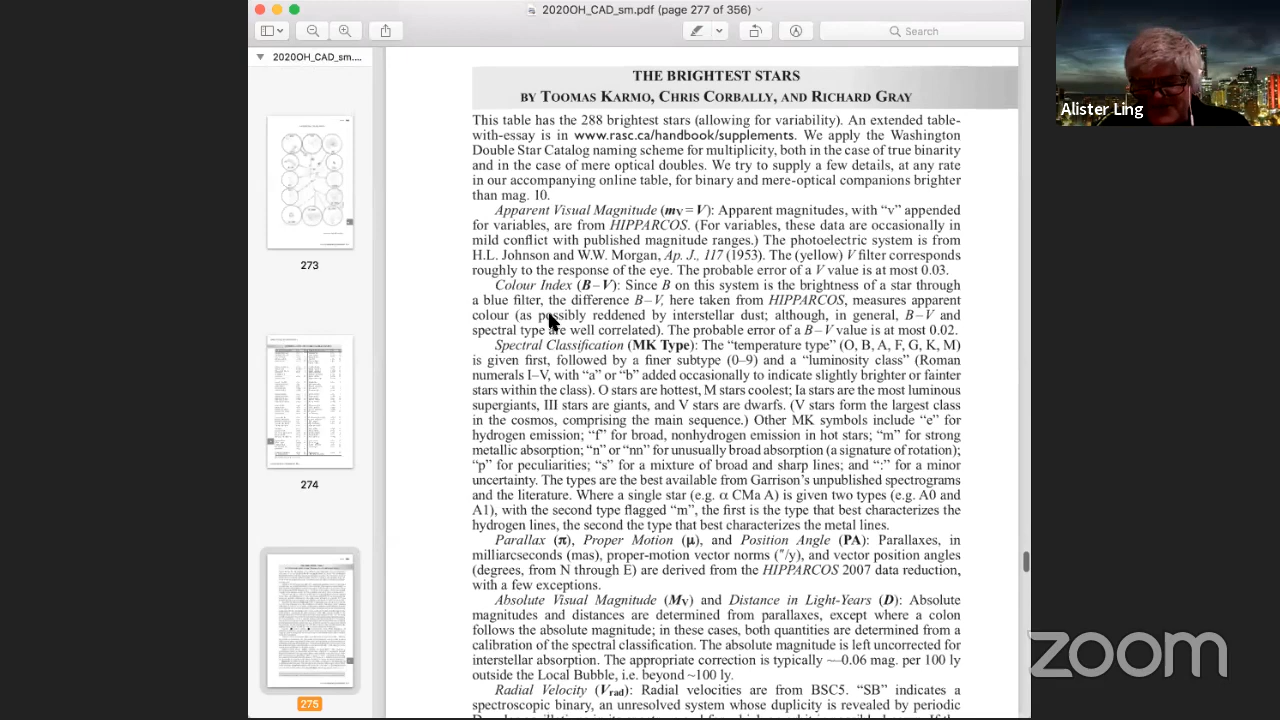 2020OH_CAD_sm.pdf (page 277 of 356)
Search
2020OH_CAD_sm....
273
274
275
THE BRIGHTEST STARS
BY TOOMAS KARMO, CHRIS CORBALLY, AND RICHARD GRAY
This table has the 288 brightest stars (allowing for variability). An extended table-
with-essay is in www.rasc.ca/handbook/supplements. We apply the Washington
Double Star Catalog naming scheme for multiplicity, both in the case of true binarity
and in the case of mere optical doubles. We try to supply a few details, at any rate
in our accompanying online table, for binary and mere-optical companions brighter
than mag. 10.
Apparent Visual Magnitude (mv = V): Apparent magnitudes, with “v” appended
for variables, are from HIPPARCOS. (For variables, these data are occasionally in
mild conflict with published magnitude ranges.) The photoelectric system is from
H.L. Johnson and W.W. Morgan, Ap. J., 117 (1953). The (yellow) V filter corresponds
roughly to the response of the eye. The probable error of a V value is at most 0.03.
Colour Index (B – V): Since B on this system is the brightness of a star through
a blue filter, the difference B – V, here taken from HIPPARCOS, measures apparent
colour (as possibly reddened by interstellar dust; although, in general, B – V and
spectral type are well correlated). The probable error of a B – V value is at most 0.02.
Spectral Classification (MK Type): A “temperature type” (O, B, A, F, G, K, M)
is given first, followed by a finer subtype (0–9) and a “luminosity class” (Roman
numerals I–V, with “a” or “b” added occasionally to indicate slightly brighter or fainter
stars within the class). O stars are hottest, M stars coolest; Ia stars are the most luminous
supergiants, III stars are giants and V stars are dwarfs. (V stars form the largest class
in the cosmos, comprising the main sequence.) Other MK symbols include “e” for
hydrogen emission; “f” for broad, nonhydrogen emission in hot stars; “m” for strong
metallic absorption; “n” or “nn” for unusually broad absorption (a signature of rotation);
“p” for peculiarities; “s” for a mixture of broad and sharp lines; and “:” for a minor
uncertainty. The types are the best available from Garrison's unpublished spectrograms
and the literature. Where a single star (e.g. α CMa A) is given two types (e.g. A0 and
A1), with the second type flagged “m”, the first is the type that best characterizes the
hydrogen lines, the second the type that best characterizes the metal lines.
Parallax (π), Proper Motion (μ), and Position Angle (PA): Parallaxes, in
milliarcseconds (mas), proper-motion vector norms (″/y), and vector position angles
(degrees, from N through E) are derived from the HIPPARCOS 2007 data reduction,
with a few exceptions.
Absolute Visual Magnitude (Mv) and Distance in Light-Years (D): Absolute
magnitudes and distances are determined from parallaxes, except where a colon
follows the absolute magnitude; in these cases, the magnitude is determined from a
calibration of the spectral classification. The absolute magnitude is left uncorrected for
interstellar absorption. The appropriate correction is typically ~–0.06 mag. per 100 ly
outside the Local Bubble, i.e. beyond ~100 ly.
Radial Velocity (Vrad): Radial velocities are from BSC5. “SB” indicates a
spectroscopic binary, an unresolved system whose duplicity is revealed by periodic
Alister Ling
zoom